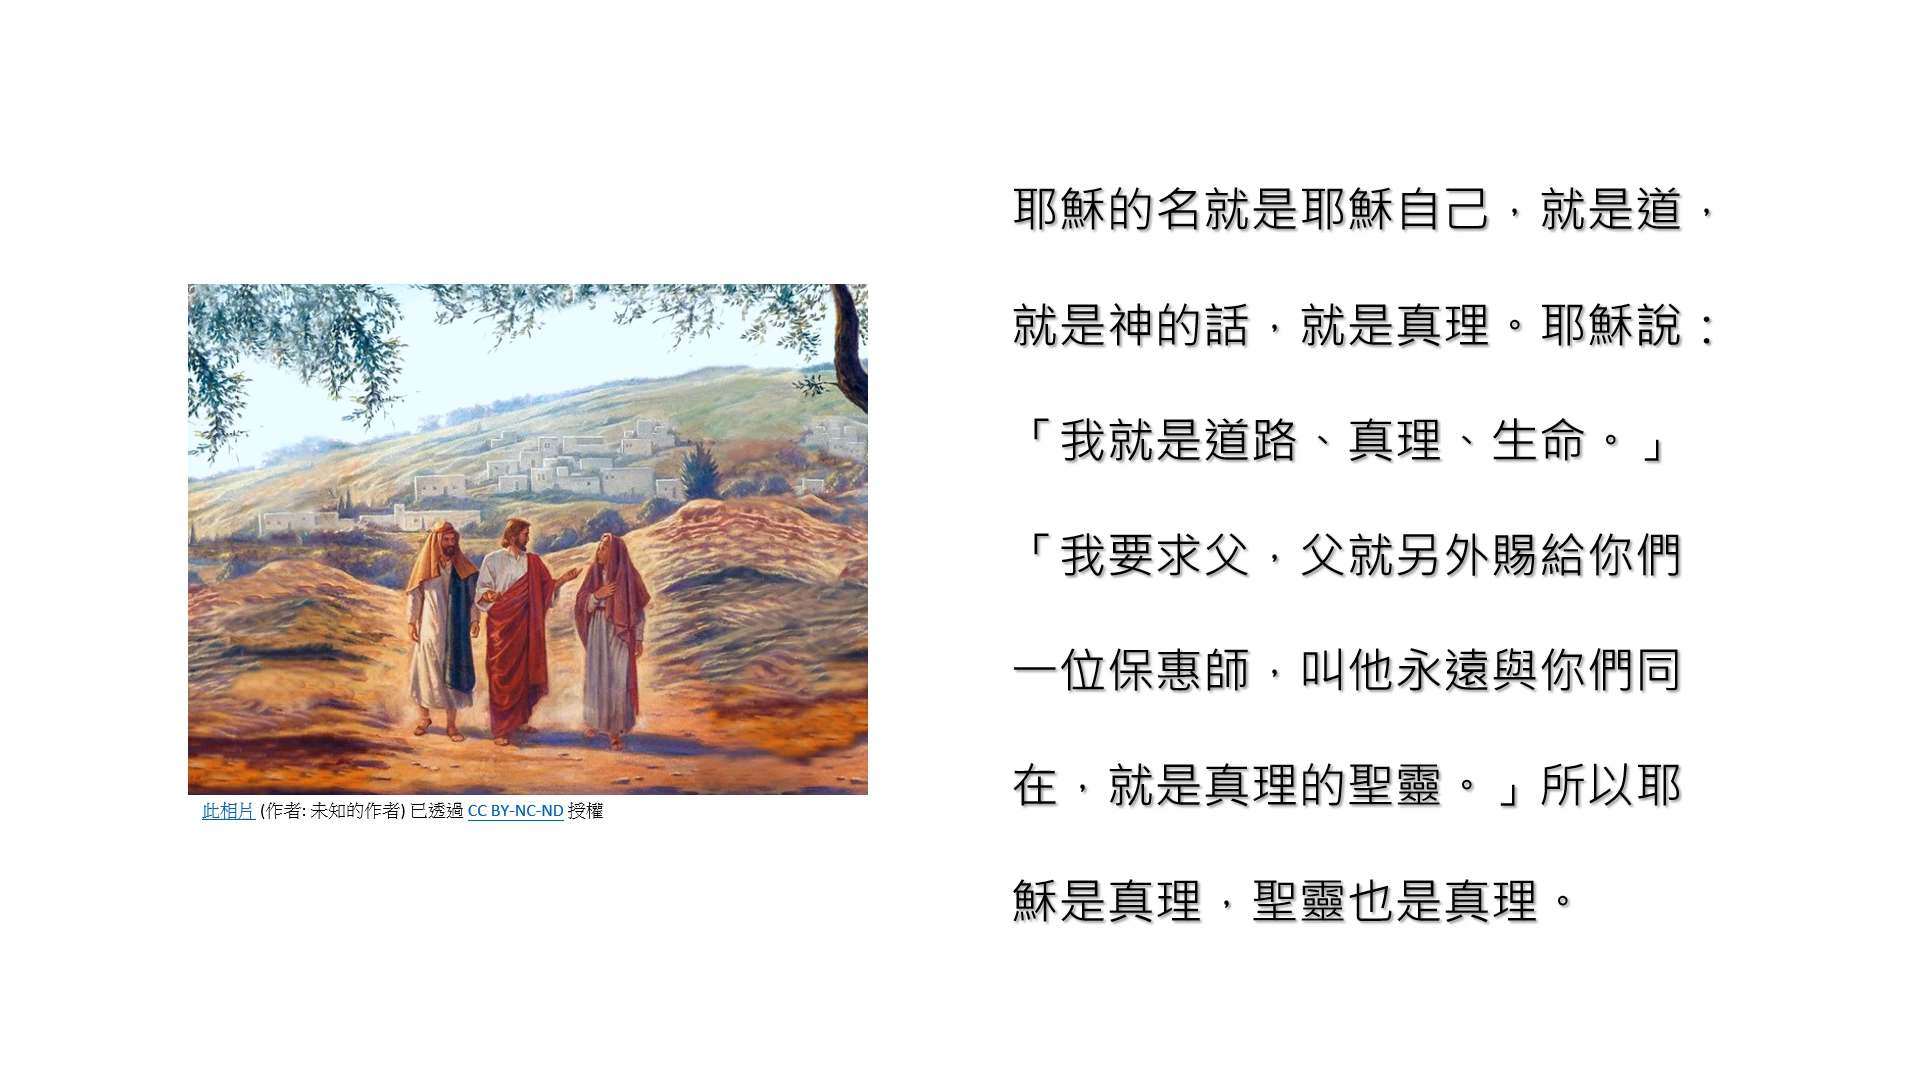 耶穌的名就是耶穌自己，就是道，
就是神的話，就是真理。耶穌說：
「我就是道路、真理、生命。」
「我要求父，父就另外賜給你們
一位保惠師，叫他永遠與你們同
在，就是真理的聖靈。」所以耶
穌是真理，聖靈也是真理。
此相片 (作者: 未知的作者) 已透過 CC BY-NC-ND 授權